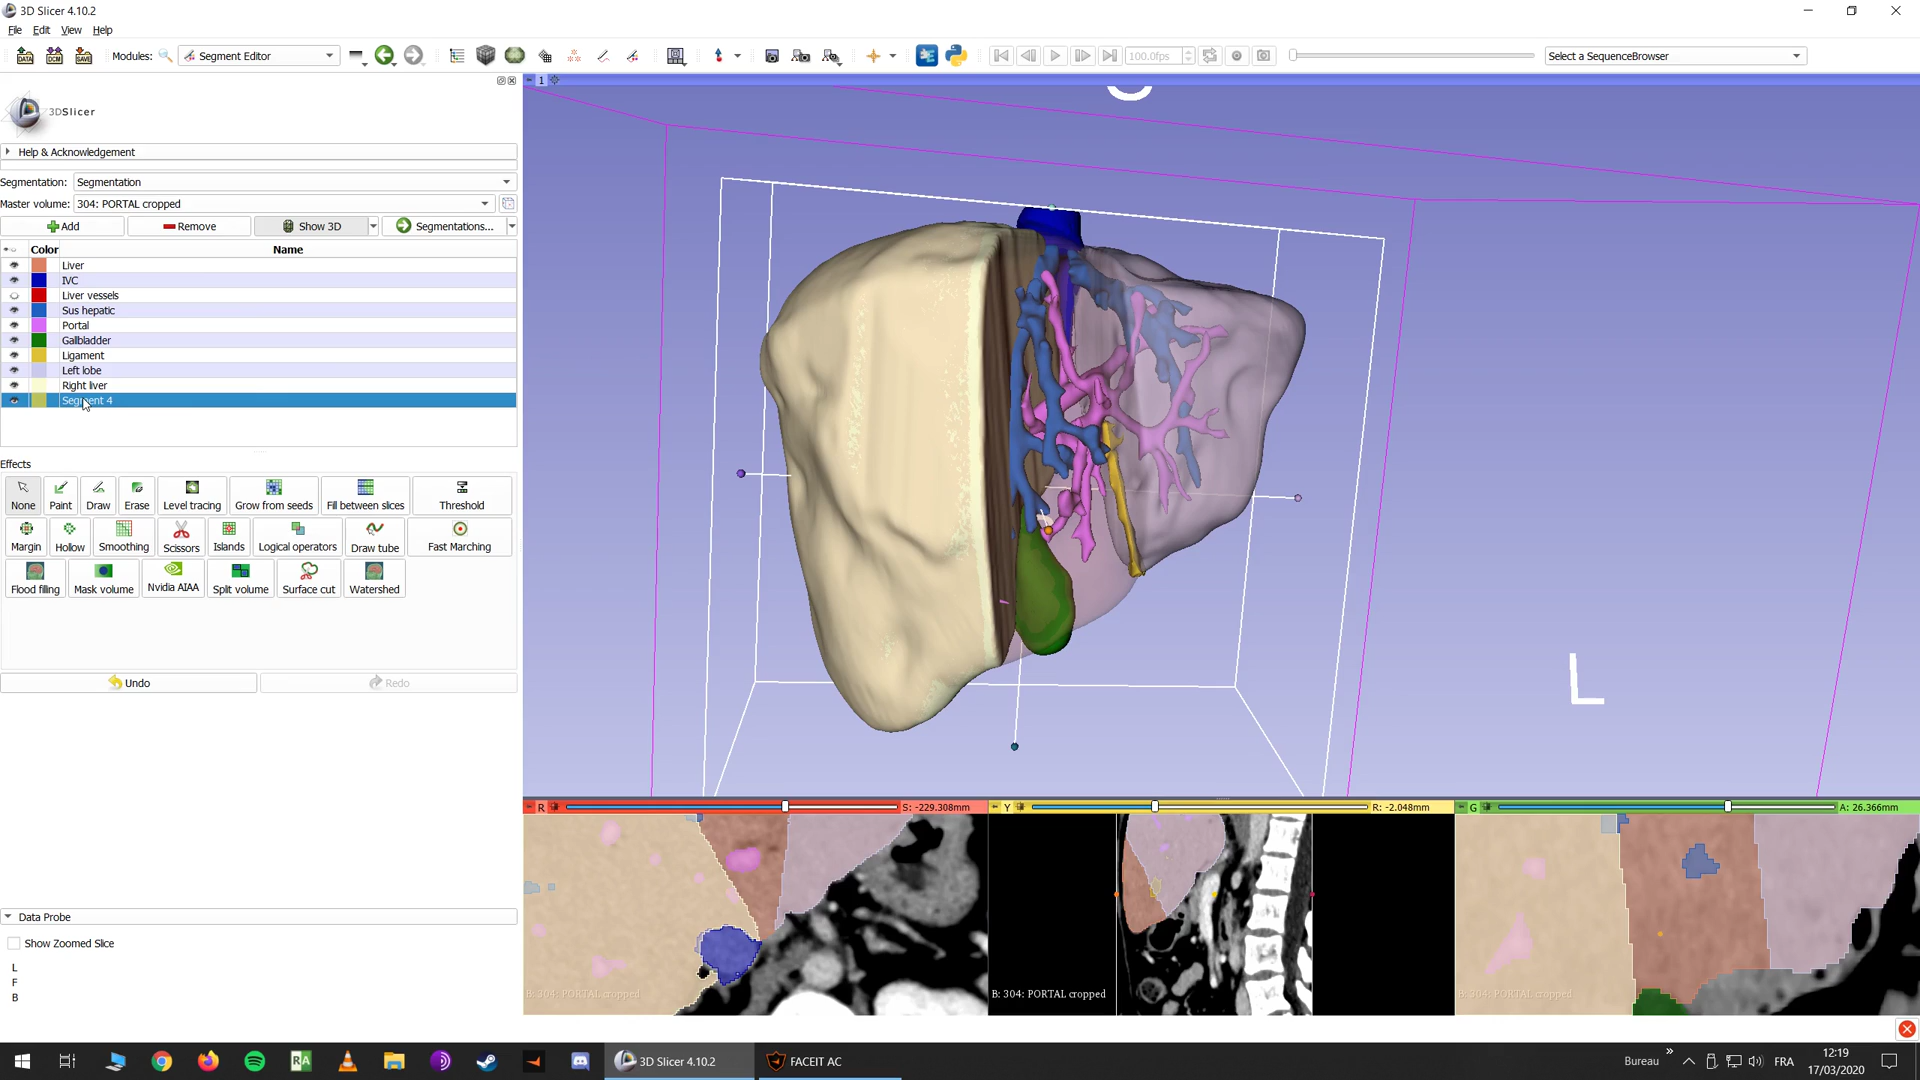 3D Slicer 4.10.2
File Edit View Help
DATA DCM SAVE Modules: Segment Editor 100.0fps Select a SequenceBrowser
1
3DSlicer
Help & Acknowledgement
Segmentation: Segmentation
Master volume: 304: PORTAL cropped
Add Remove Show 3D Segmentations...
Color Name
Liver
IVC
Liver vessels
Sus hepatic
Portal
Gallbladder
Ligament
Left lobe
Right liver
Segment 4
Effects
None Paint Draw Erase Level tracing Grow from seeds Fill between slices Threshold
Margin Hollow Smoothing Scissors Islands Logical operators Draw tube Fast Marching
Flood filling Mask volume Nvidia AIAA Split volume Surface cut Watershed
Undo Redo
L
R S: -229.308mm Y R: -2.048mm G A: 26.366mm
B: 304: PORTAL cropped B: 304: PORTAL cropped B: 304: PORTAL cropped
Data Probe
Show Zoomed Slice
L
F
B
3D Slicer 4.10.2 FACEIT AC Bureau FRA 12:19
17/03/2020